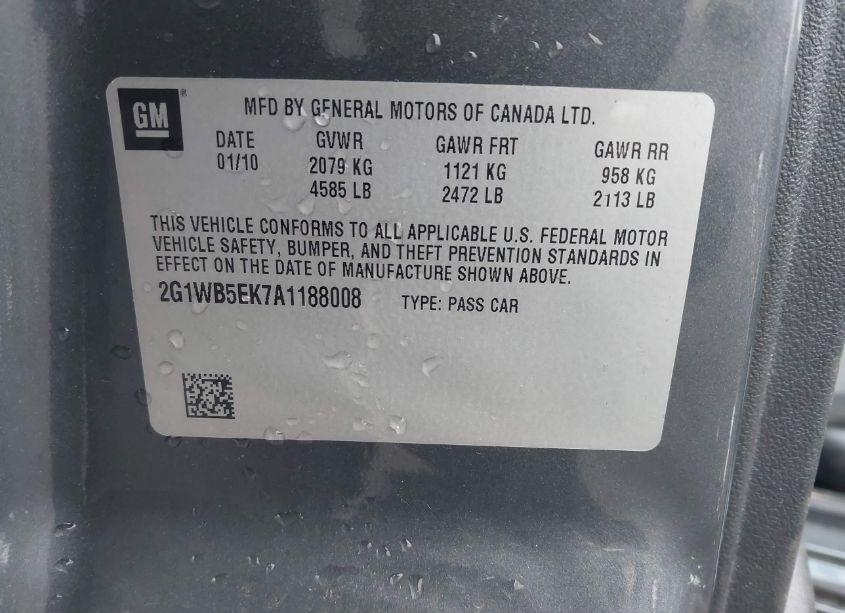 GM®
MFD BY GENERAL MOTORS OF CANADA LTD.
DATE GVWR GAWR FRT GAWR RR
01/10 2079 KG 1121 KG 958 KG
4585 LB 2472 LB 2113 LB
THIS VEHICLE CONFORMS TO ALL APPLICABLE U.S. FEDERAL MOTOR
VEHICLE SAFETY, BUMPER, AND THEFT PREVENTION STANDARDS IN
EFFECT ON THE DATE OF MANUFACTURE SHOWN ABOVE.
2G1WB5EK7A1188008 TYPE: PASS CAR